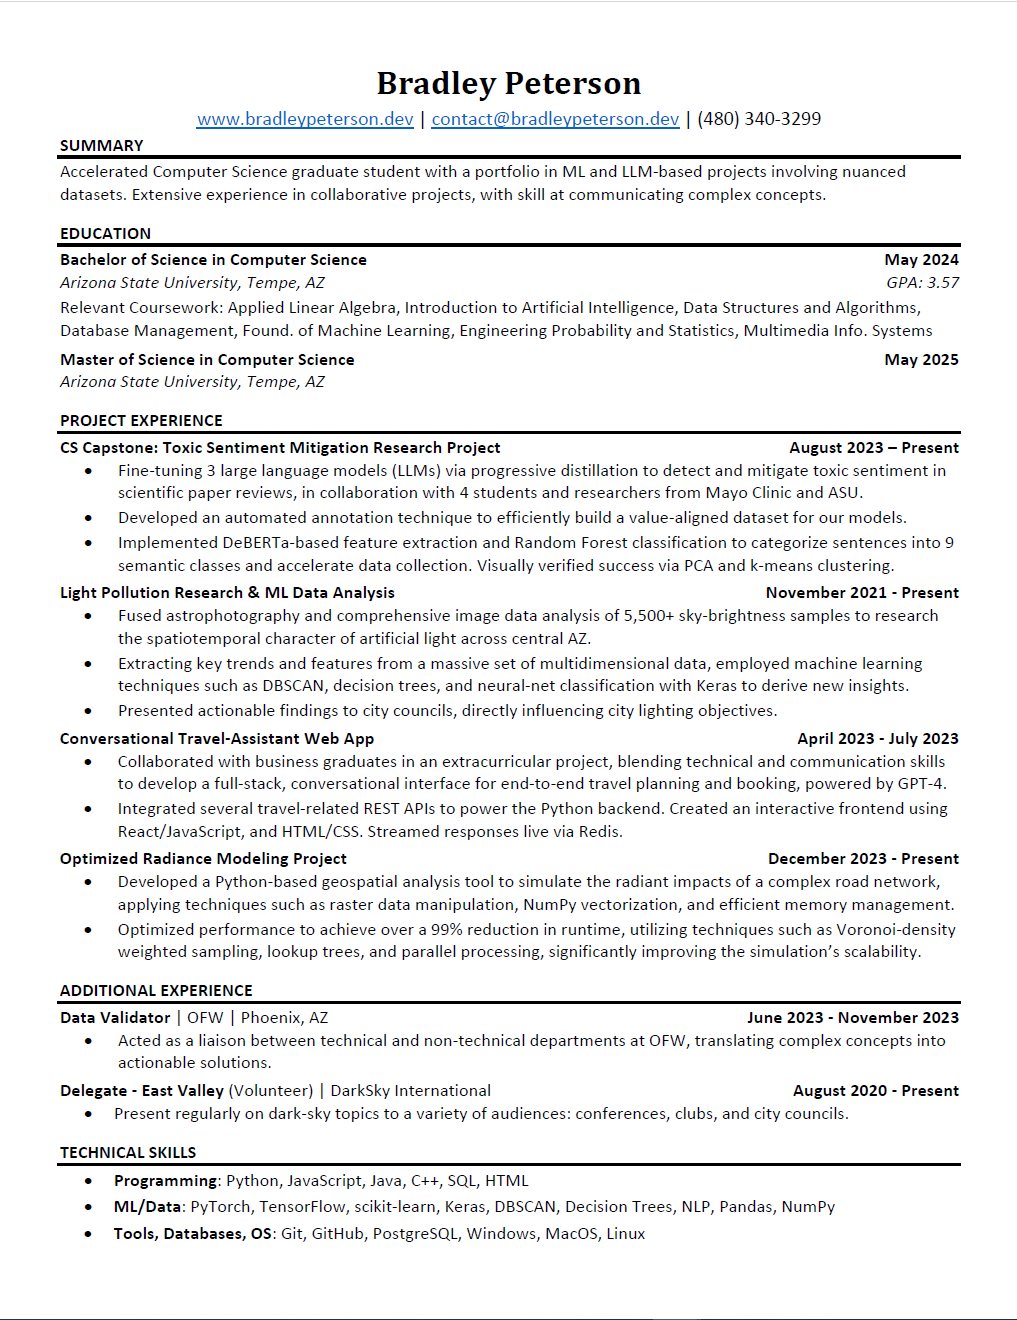 Bradley Peterson
www.bradleypeterson.dev | contact@bradleypeterson.dev | (480) 340-3299
SUMMARY
Accelerated Computer Science graduate student with a portfolio in ML and LLM-based projects involving nuanced
datasets. Extensive experience in collaborative projects, with skill at communicating complex concepts.
EDUCATION
Bachelor of Science in Computer Science May 2024
Arizona State University, Tempe, AZ GPA: 3.57
Relevant Coursework: Applied Linear Algebra, Introduction to Artificial Intelligence, Data Structures and Algorithms,
Database Management, Found. of Machine Learning, Engineering Probability and Statistics, Multimedia Info. Systems
Master of Science in Computer Science May 2025
Arizona State University, Tempe, AZ
PROJECT EXPERIENCE
CS Capstone: Toxic Sentiment Mitigation Research Project August 2023 – Present
• Fine-tuning 3 large language models (LLMs) via progressive distillation to detect and mitigate toxic sentiment in
scientific paper reviews, in collaboration with 4 students and researchers from Mayo Clinic and ASU.
• Developed an automated annotation technique to efficiently build a value-aligned dataset for our models.
• Implemented DeBERTa-based feature extraction and Random Forest classification to categorize sentences into 9
semantic classes and accelerate data collection. Visually verified success via PCA and k-means clustering.
Light Pollution Research & ML Data Analysis November 2021 - Present
• Fused astrophotography and comprehensive image data analysis of 5,500+ sky-brightness samples to research
the spatiotemporal character of artificial light across central AZ.
• Extracting key trends and features from a massive set of multidimensional data, employed machine learning
techniques such as DBSCAN, decision trees, and neural-net classification with Keras to derive new insights.
• Presented actionable findings to city councils, directly influencing city lighting objectives.
Conversational Travel-Assistant Web App April 2023 - July 2023
• Collaborated with business graduates in an extracurricular project, blending technical and communication skills
to develop a full-stack, conversational interface for end-to-end travel planning and booking, powered by GPT-4.
• Integrated several travel-related REST APIs to power the Python backend. Created an interactive frontend using
React/JavaScript, and HTML/CSS. Streamed responses live via Redis.
Optimized Radiance Modeling Project December 2023 - Present
• Developed a Python-based geospatial analysis tool to simulate the radiant impacts of a complex road network,
applying techniques such as raster data manipulation, NumPy vectorization, and efficient memory management.
• Optimized performance to achieve over a 99% reduction in runtime, utilizing techniques such as Voronoi-density
weighted sampling, lookup trees, and parallel processing, significantly improving the simulation’s scalability.
ADDITIONAL EXPERIENCE
Data Validator | OFW | Phoenix, AZ June 2023 - November 2023
• Acted as a liaison between technical and non-technical departments at OFW, translating complex concepts into
actionable solutions.
Delegate - East Valley (Volunteer) | DarkSky International August 2020 - Present
• Present regularly on dark-sky topics to a variety of audiences: conferences, clubs, and city councils.
TECHNICAL SKILLS
• Programming: Python, JavaScript, Java, C++, SQL, HTML
• ML/Data: PyTorch, TensorFlow, scikit-learn, Keras, DBSCAN, Decision Trees, NLP, Pandas, NumPy
• Tools, Databases, OS: Git, GitHub, PostgreSQL, Windows, MacOS, Linux